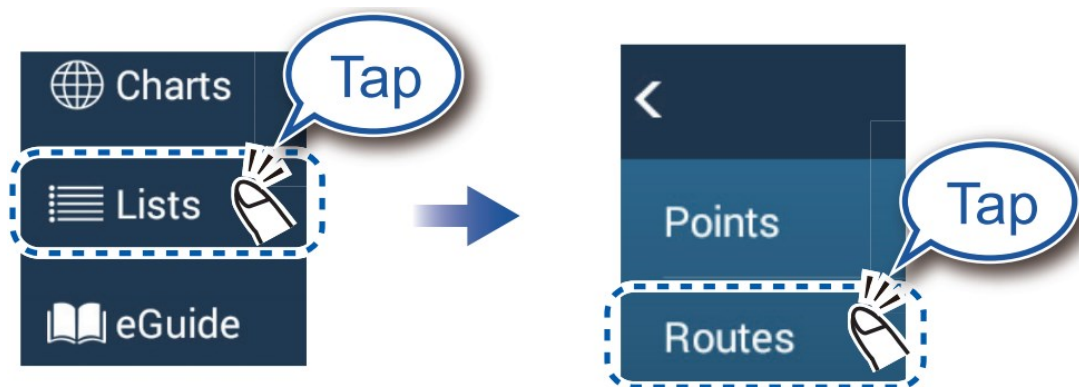 Charts
Tap
Lists
eGuide
Points
Tap
Routes